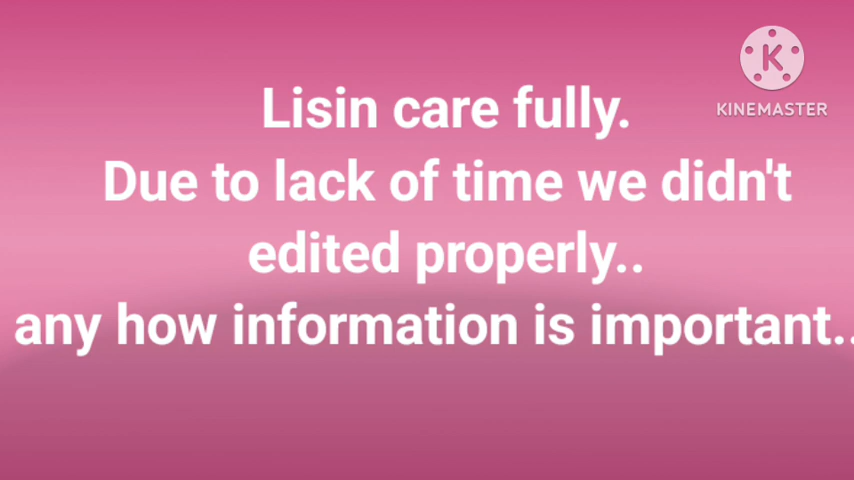 KINEMASTER
Lisin care fully.
Due to lack of time we didn't
edited properly..
any how information is important..